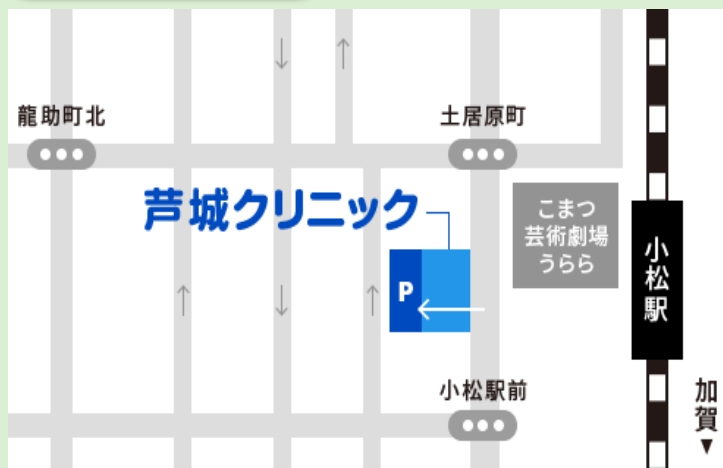 龍助町北
土居原町
芦城クリニック
こまつ
芸術劇場
うらら
小松駅
P
小松駅前
加賀▼